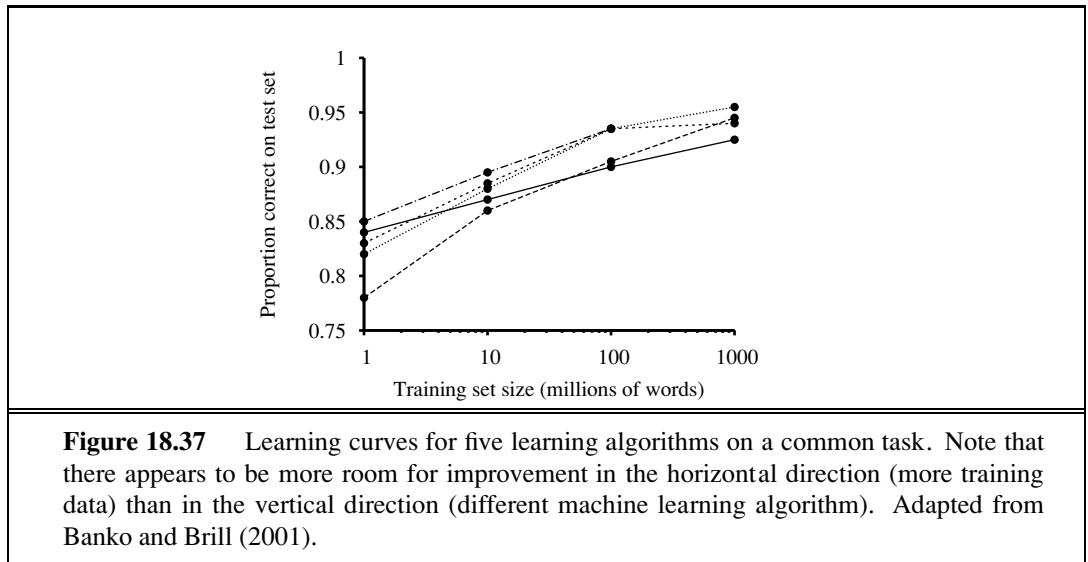 1
0.95
0.9
0.85
0.8
0.75
Proportion correct on test set
1 10 100 1000
Training set size (millions of words)
Figure 18.37 Learning curves for five learning algorithms on a common task. Note that
there appears to be more room for improvement in the horizontal direction (more training
data) than in the vertical direction (different machine learning algorithm). Adapted from
Banko and Brill (2001).